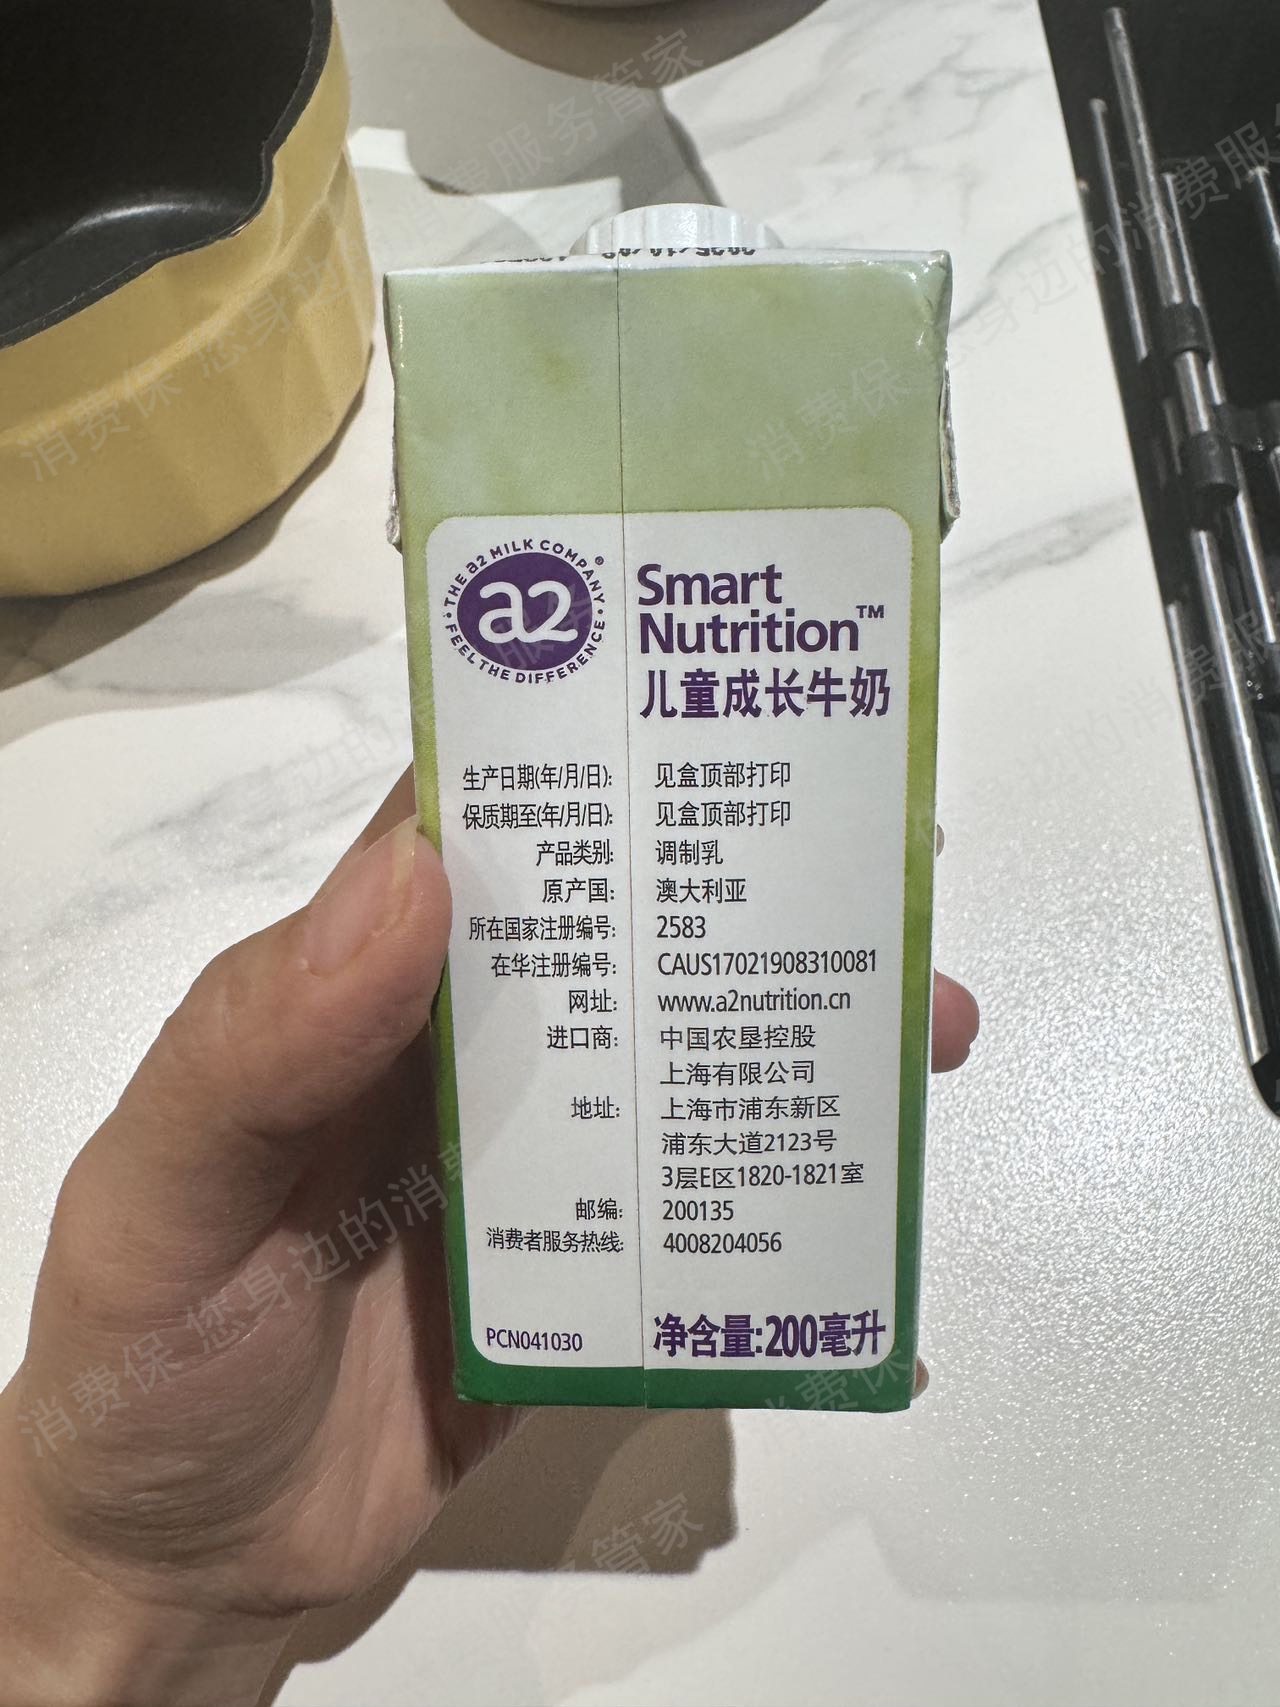 THE a2 MILK COMPANY®
a2
FEEL THE DIFFERENCE
Smart
Nutrition™
儿童成长牛奶
生产日期(年/月/日): 见盒顶部打印
保质期至(年/月/日): 见盒顶部打印
产品类别: 调制乳
原产国: 澳大利亚
所在国家注册编号: 2583
在华注册编号: CAUS17021908310081
网址: www.a2nutrition.cn
进口商: 中国农垦控股
上海有限公司
地址: 上海市浦东新区
浦东大道2123号
3层E区1820-1821室
邮编: 200135
消费者服务热线: 4008204056
PCN041030 净含量:200毫升
消费保 您身边的消费服务管家